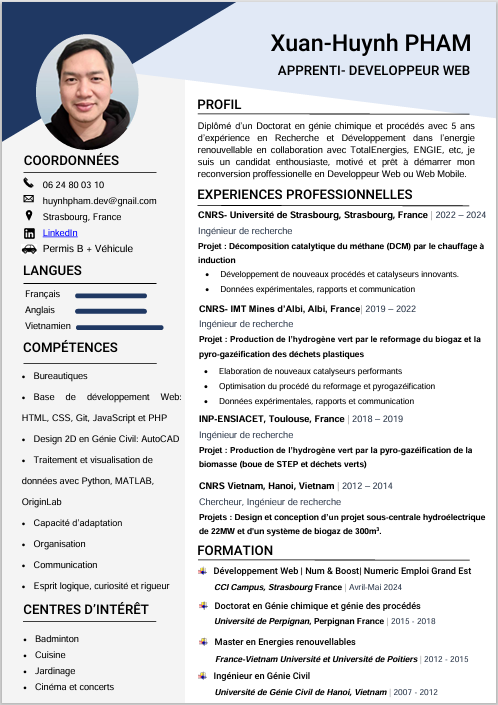 Xuan-Huynh PHAM
APPRENTI- DEVELOPPEUR WEB
COORDONNÉES
06 24 80 03 10
huynhpham.dev@gnail.com
Strasbourg, France
LinkedIn
Permis B + Véhicule
LANGUES
Français
Anglais
Vietnamien
COMPÉTENCES
• Bureautiques
• Base de développement Web:
HTML, CSS, Git, JavaScript et PHP
• Design 2D en Génie Civil: AutoCAD
• Traitement et visualisation de
données avec Python, MATLAB,
OriginLab
• Capacité d'adaptation
• Organisation
• Communication
• Esprit logique, curiosité et rigueur
CENTRES D'INTÉRÊT
• Badminton
• Cuisine
• Jardinage
• Cinéma et concerts
PROFIL
Diplômé d'un Doctorat en génie chimique et procédés avec 5 ans
d'expérience en Recherche et Développement dans l'energie
renouvellable en collaboration avec TotalEnergies, ENGIE, etc, je
suis un candidat enthousiaste, motivé et prêt à démarrer mon
reconversion proffessionelle en Developpeur Web ou Web Mobile.
EXPERIENCES PROFESSIONNELLES
CNRS- Université de Strasbourg, Strasbourg, France | 2022 – 2024
Ingénierie de recherche
Projet : Décomposition catalytique du méthane (DCM) par le chauffage à
induction
• Développement de nouveaux procédés et catalyseurs innovants.
• Données expérimentales, rapports et communication
CNRS- IMT Mines d'Albi, Albi, France| 2019 – 2022
Ingénierie de recherche
Projet : Production de l'hydrogène vert par le reformage du biogaz et la
pyro-gazéification des déchets plastiques
• Elaboration de nouveaux catalyseurs performants
• Optimisation du procédé du reformage et pyrogazéification
• Données expérimentales, rapports et communication
INP-ENSIACET, Toulouse, France | 2018 – 2019
Ingénierie de recherche
Projet : Production de l'hydrogène vert par la pyro-gazéification de la
biomasse (boue de STEP et déchets verts)
CNRS Vietnam, Hanoi, Vietnam | 2012 – 2014
Chercheur, Ingénierie de recherche
Projets : Design et conception d'un projet sous-centrale hydroélectrique
de 22MW et d'un système de biogaz de 300m³.
FORMATION
Développement Web | Num & Boost| Numeric Emploi Grand Est
CCI Campus, Strasbourg France | Avril-Mai 2024
Doctorat en Génie chimique et génie des procédés
Université de Perpignan, Perpignan France | 2015 - 2018
Master en Energies renouvellables
France-Vietnam Université et Université de Poitiers | 2012 - 2015
Ingénierie en Génie Civil
Université de Génie Civil de Hanoi, Vietnam | 2007 - 2012